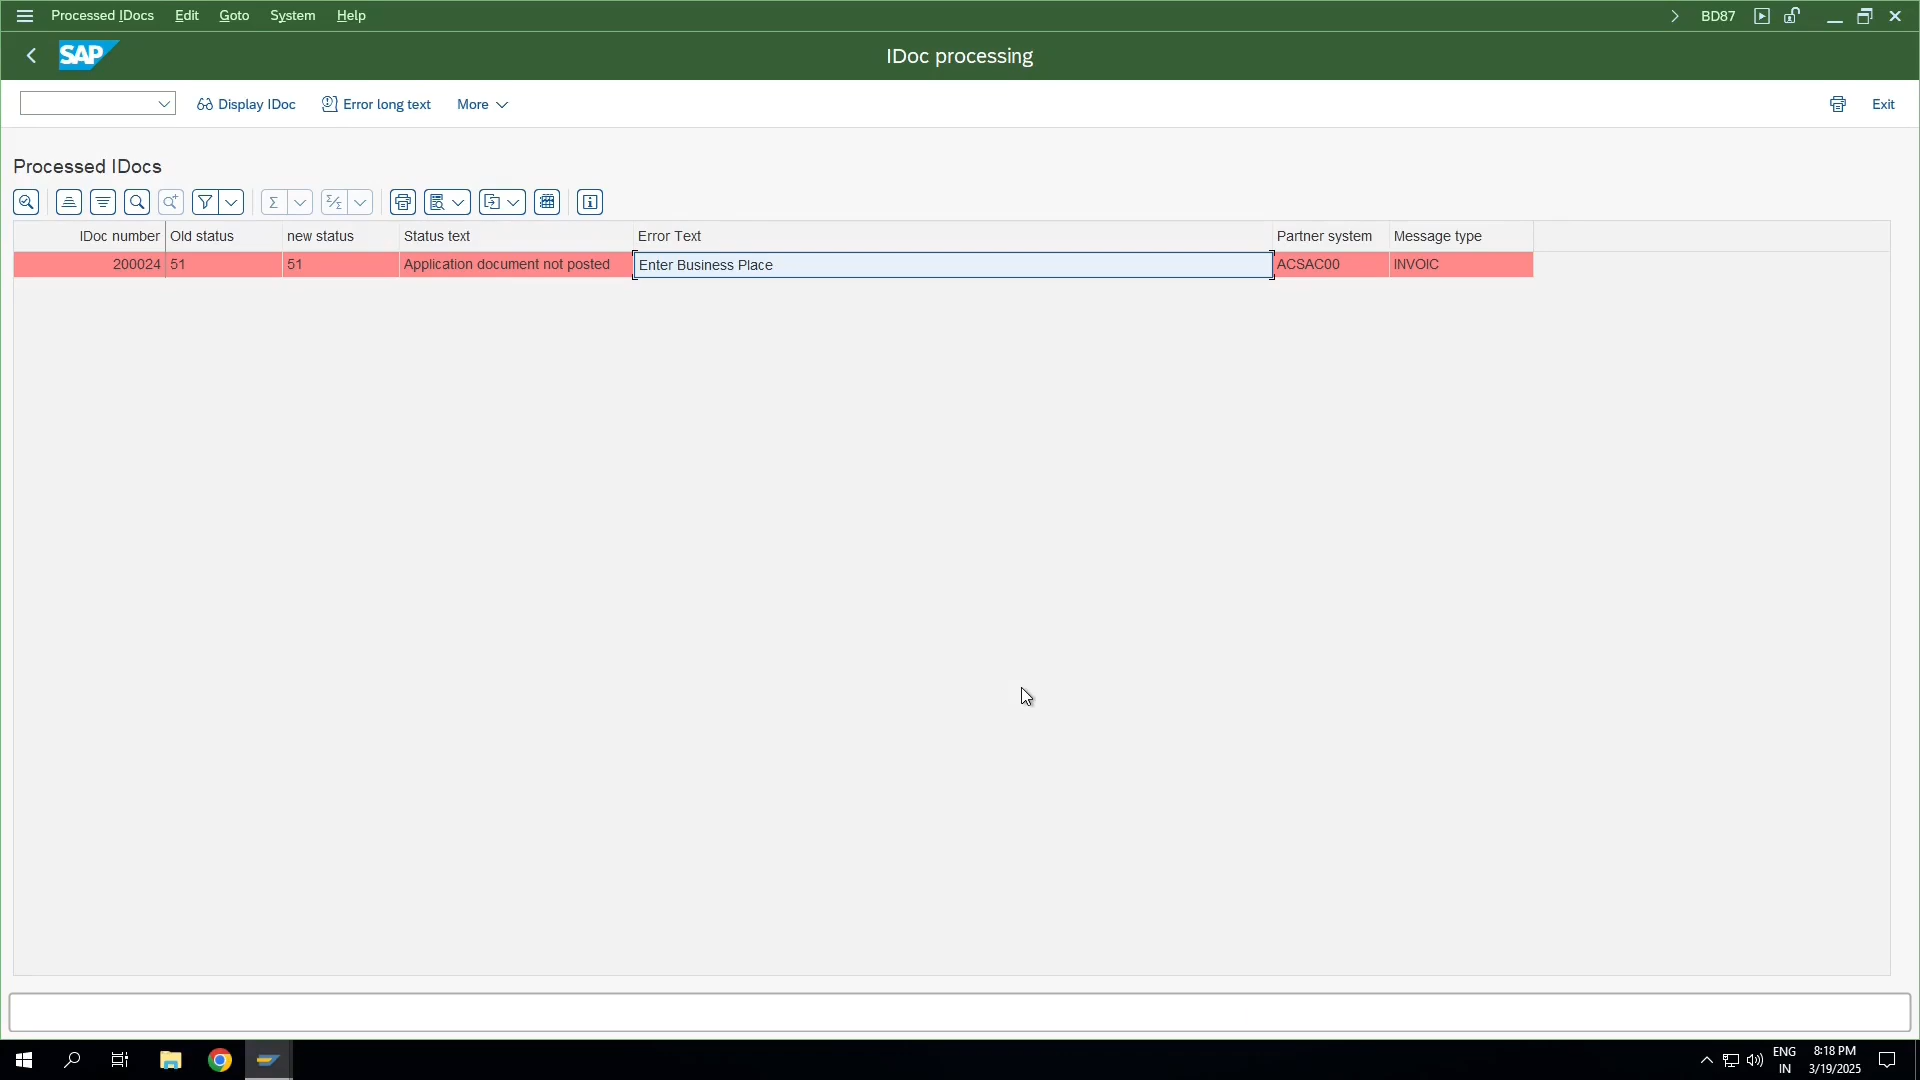 Processed IDocs Edit Goto System Help BD87
SAP IDoc processing
Display IDoc Error long text More Exit
Processed IDocs
IDoc number Old status new status Status text Error Text Partner system Message type
200024 51 51 Application document not posted Enter Business Place ACSAC00 INVOIC
ENG 8:18 PM
IN 3/19/2025